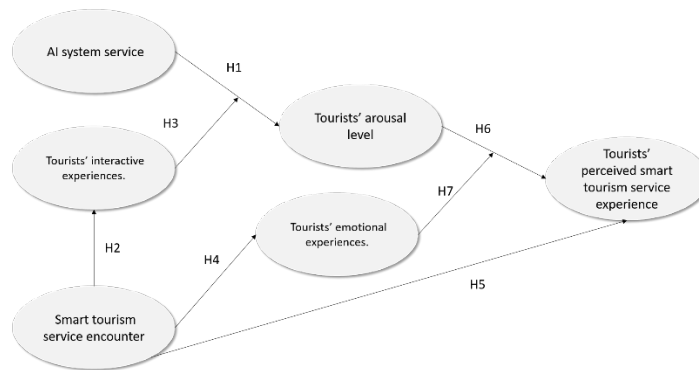 AI system service
H1
H3
Tourists' arousal
level
H6
Tourists' interactive
experiences.
Tourists'
perceived smart
tourism service
experience
H7
Tourists' emotional
experiences.
H2
H4
H5
Smart tourism
service encounter